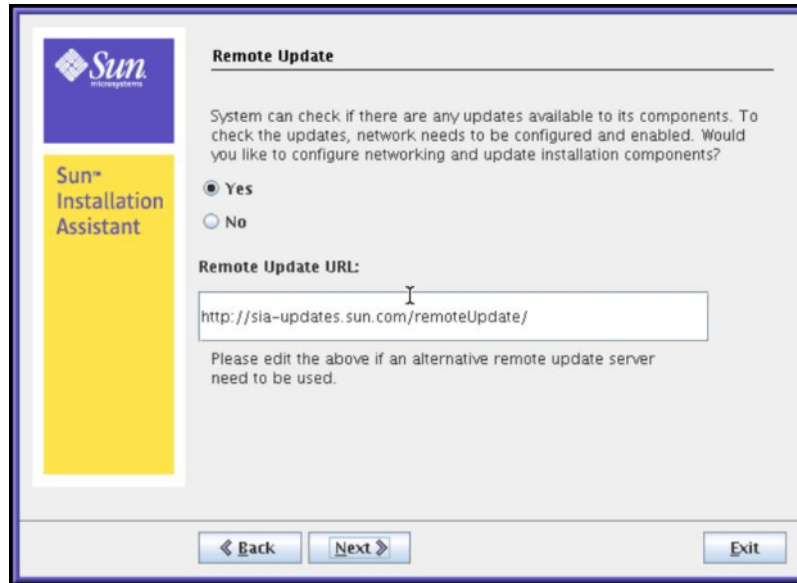 Sun
microsystems
Sun™
Installation
Assistant
Remote Update
System can check if there are any updates available to its components. To
check the updates, network needs to be configured and enabled. Would
you like to configure networking and update installation components?
Yes
No
Remote Update URL:
http://sia-updates.sun.com/remoteUpdate/
Please edit the above if an alternative remote update server
need to be used.
Back
Next
Exit